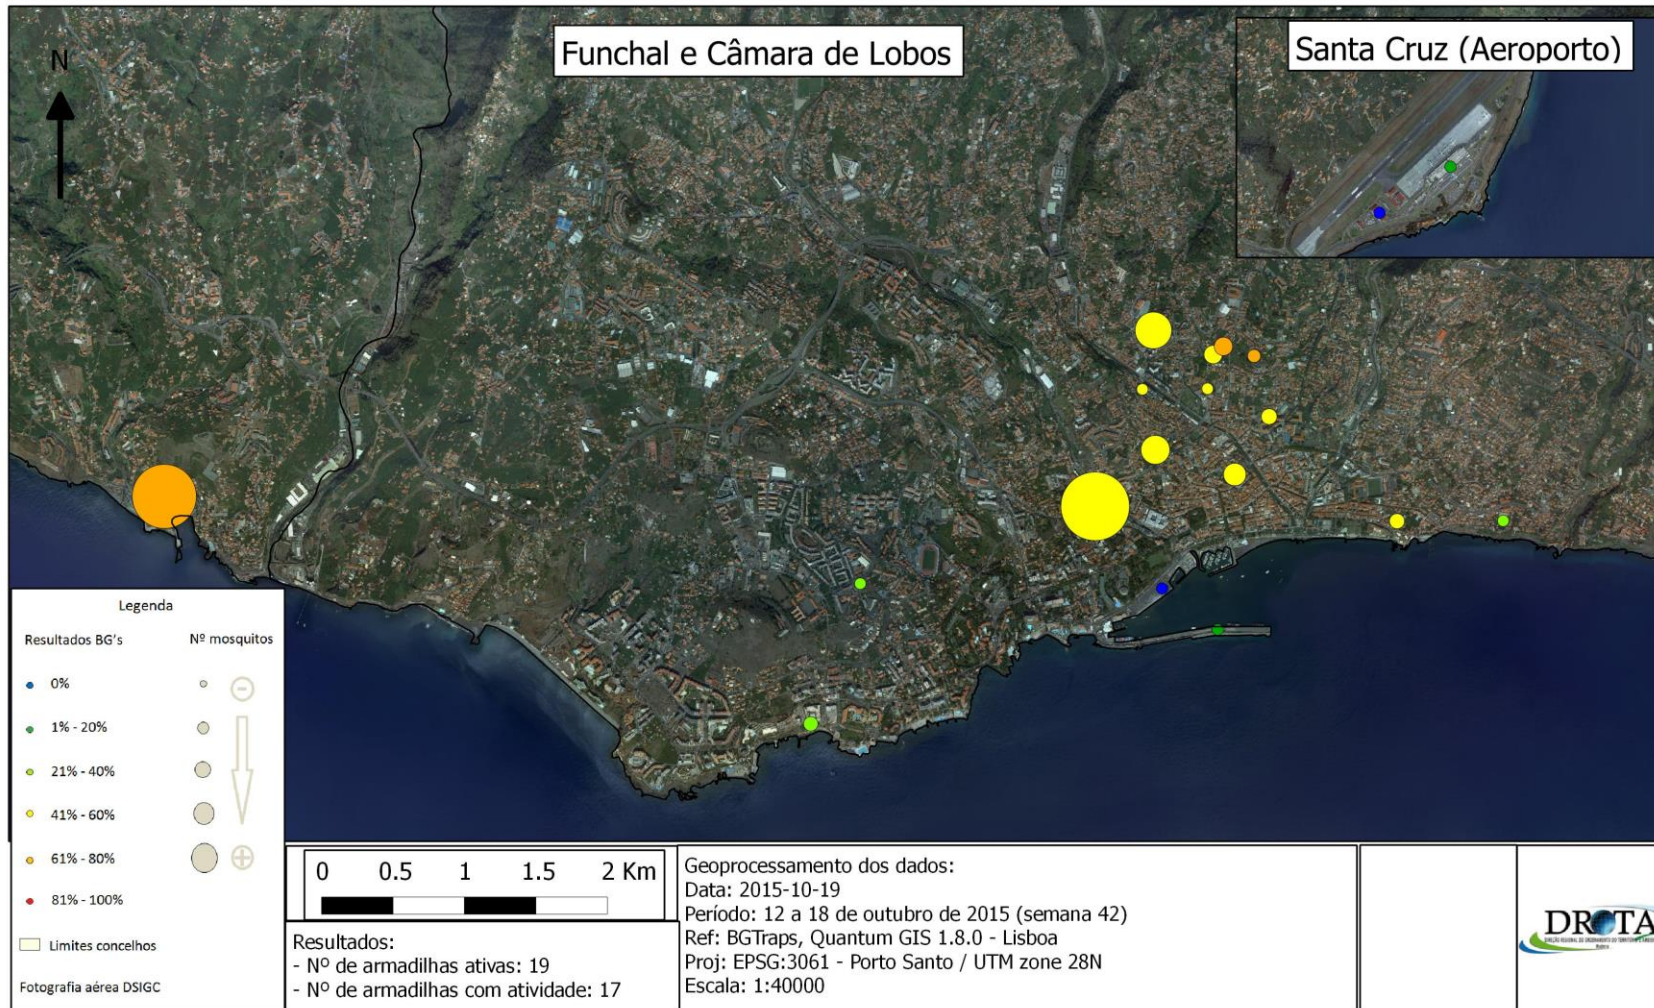 N
Funchal e Câmara de Lobos
Santa Cruz (Aeroporto)
Legenda
Resultados BG's
Nº mosquitos
0%
1% - 20%
21% - 40%
41% - 60%
61% - 80%
81% - 100%
Limites concelhos
Fotografia aérea DSIGC
0 0.5 1 1.5 2 Km
Resultados:
- Nº de armadilhas ativas: 19
- Nº de armadilhas com atividade: 17
Geoprocessamento dos dados:
Data: 2015-10-19
Período: 12 a 18 de outubro de 2015 (semana 42)
Ref: BGTraps, Quantum GIS 1.8.0 - Lisboa
Proj: EPSG:3061 - Porto Santo / UTM zone 28N
Escala: 1:40000
DROTA